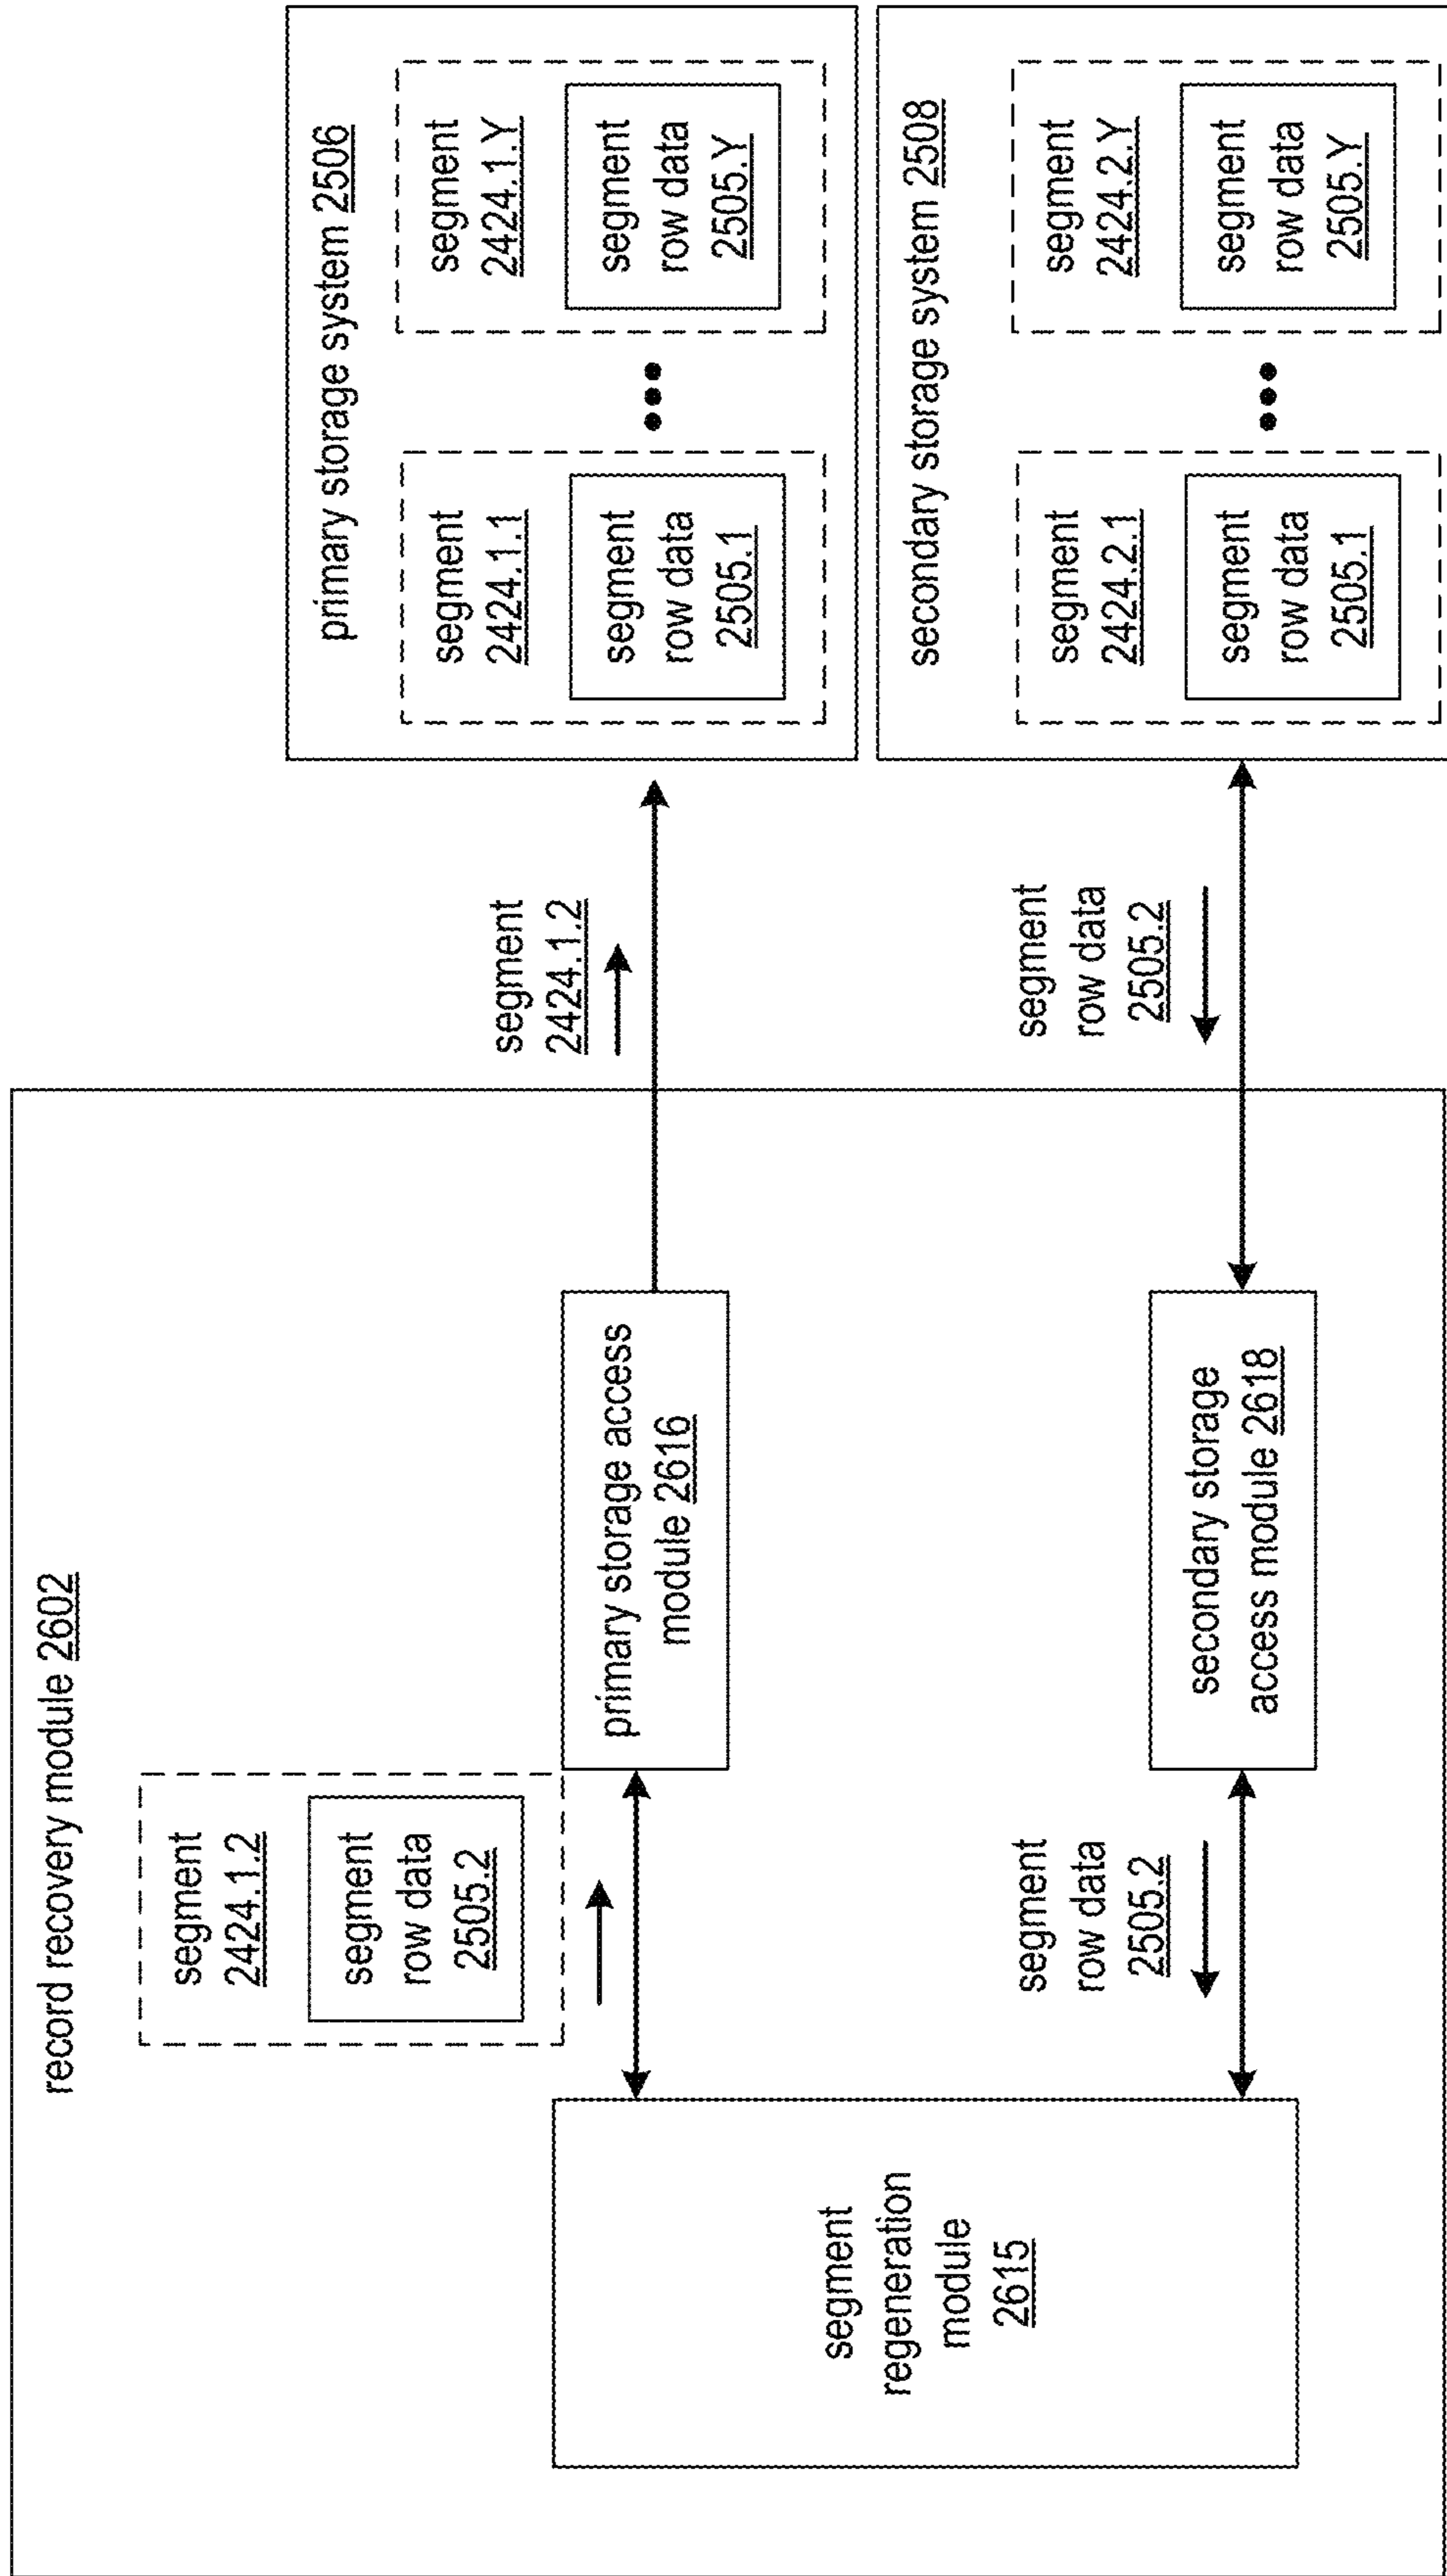 record recovery module 2602
segment
2424.1.2
segment
row data
2505.2
segment
regeneration
module
2615
primary storage access
module 2616
segment
row data
2505.2
secondary storage
access module 2618
segment
2424.1.2
segment
row data
2505.2
primary storage system 2506
segment
2424.1.1
segment
row data
2505.1
segment
2424.1.Y
segment
row data
2505.Y
secondary storage system 2508
segment
2424.2.1
segment
row data
2505.1
segment
2424.2.Y
segment
row data
2505.Y